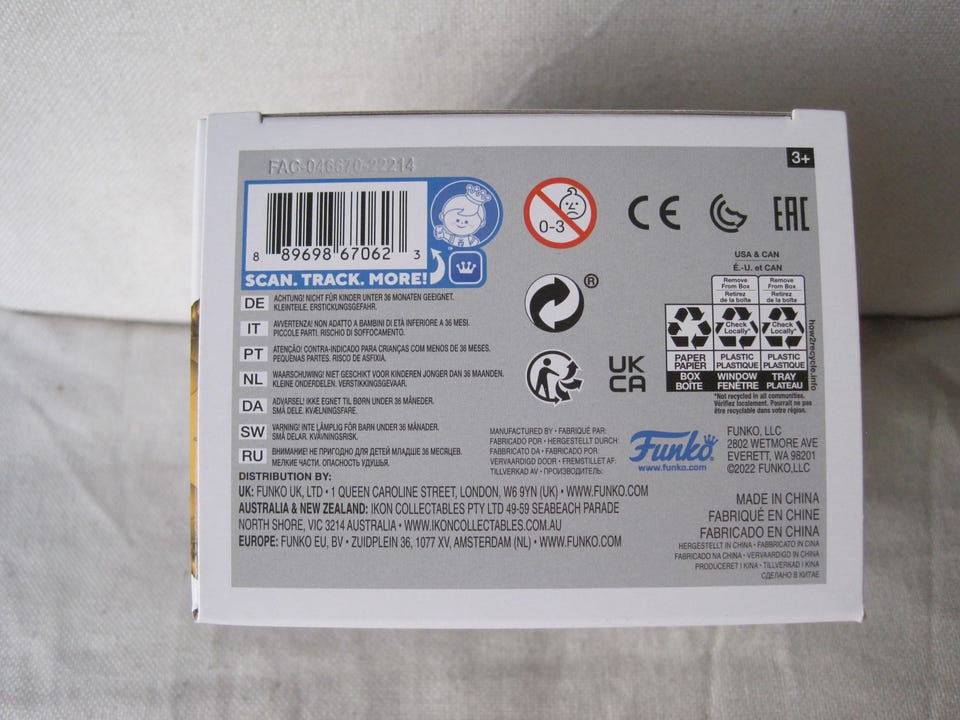 FAC-046670-22214
3+
8 89698 67062 3
SCAN. TRACK. MORE!
™
0-3
CE
EAC
®
UK
CA
USA & CAN
É.-U. et CAN
Remove From Box
Retirez de la boîte
Remove From Box
Retirez de la boîte
Check Locally*
Check Locally*
PAPER
PAPIER
PLASTIC
PLASTIQUE
PLASTIC
PLASTIQUE
BOX
BOÎTE
WINDOW
FENÊTRE
TRAY
PLATEAU
how2recycle.info
*Not recycled in all communities.
Vérifiez localement. Pourrait ne pas
être recyclable dans votre région.
DE ACHTUNG! NICHT FÜR KINDER UNTER 36 MONATEN GEEIGNET.
KLEINTEILE. ERSTICKUNGSGEFAHR.
IT AVVERTENZA! NON ADATTO A BAMBINI DI ETÀ INFERIORE A 36 MESI.
PICCOLE PARTI. RISCHIO DI SOFFOCAMENTO.
PT ATENÇÃO! CONTRA-INDICADO PARA CRIANÇAS COM MENOS DE 36 MESES.
PEQUENAS PARTES. RISCO DE ASFIXIA.
NL WAARSCHUWING! NIET GESCHIKT VOOR KINDEREN JONGER DAN 36 MAANDEN.
KLEINE ONDERDELEN. VERSTIKKINGSGEVAAR.
DA ADVARSEL! IKKE EGNET TIL BØRN UNDER 36 MÅNEDER.
SMÅ DELE. KVÆLNINGSFARE.
SW VARNING! INTE LÄMPLIG FÖR BARN UNDER 36 MÅNADER.
SMÅ DELAR. KVÄVNINGSRISK.
RU ВНИМАНИЕ! НЕ ПРИГОДНО ДЛЯ ДЕТЕЙ МЛАДШЕ 36 МЕСЯЦЕВ.
МЕЛКИЕ ЧАСТИ. ОПАСНОСТЬ УДУШЬЯ.
MANUFACTURED BY • FABRIQUÉ PAR:
FABRICADO POR • HERGESTELLT DURCH:
FABBRICATO DA • FABRICADO POR:
VERVAARDIGD DOOR • FREMSTILLET AF:
TILLVERKAD AV • ПРОИЗВОДИТЕЛЬ:
Funko
www.funko.com
FUNKO, LLC
2802 WETMORE AVE
EVERETT, WA 98201
©2022 FUNKO,LLC
DISTRIBUTION BY:
UK: FUNKO UK, LTD • 1 QUEEN CAROLINE STREET, LONDON, W6 9YN (UK) • WWW.FUNKO.COM
AUSTRALIA & NEW ZEALAND: IKON COLLECTABLES PTY LTD 49-59 SEABEACH PARADE
NORTH SHORE, VIC 3214 AUSTRALIA • WWW.IKONCOLLECTABLES.COM.AU
EUROPE: FUNKO EU, BV • ZUIDPLEIN 36, 1077 XV, AMSTERDAM (NL) • WWW.FUNKO.COM
MADE IN CHINA
FABRIQUÉ EN CHINE
FABRICADO EN CHINA
HERGESTELLT IN CHINA • FABBRICATO IN CINA
FABRICADO NA CHINA • VERVAARDIGD IN CHINA
PRODUCERET I KINA • TILLVERKAD I KINA
СДЕЛАНО В КИТАЕ